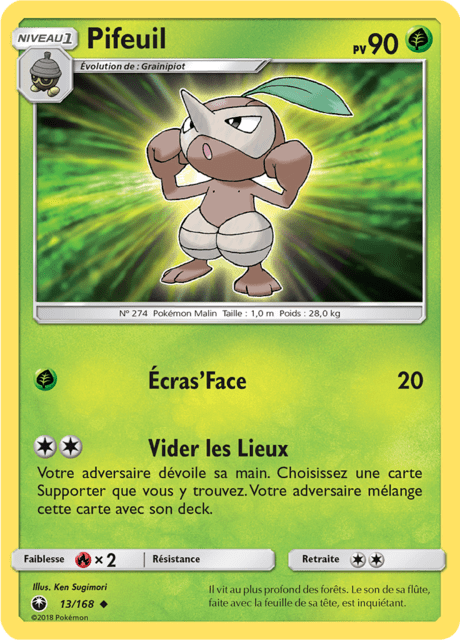 NIVEAU 1
Pifeuil
PV 90
Évolution de : Grainipiot
N° 274 Pokémon Malin Taille : 1,0 m Poids : 28,0 kg
Écras'Face 20
Vider les Lieux
Votre adversaire dévoile sa main. Choisissez une carte
Supporter que vous y trouvez. Votre adversaire mélange
cette carte avec son deck.
Faiblesse × 2 Résistance Retraite
Illus. Ken Sugimori
13/168
©2018 Pokémon
Il vit au plus profond des forêts. Le son de sa flûte,
faite avec la feuille de sa tête, est inquiétant.